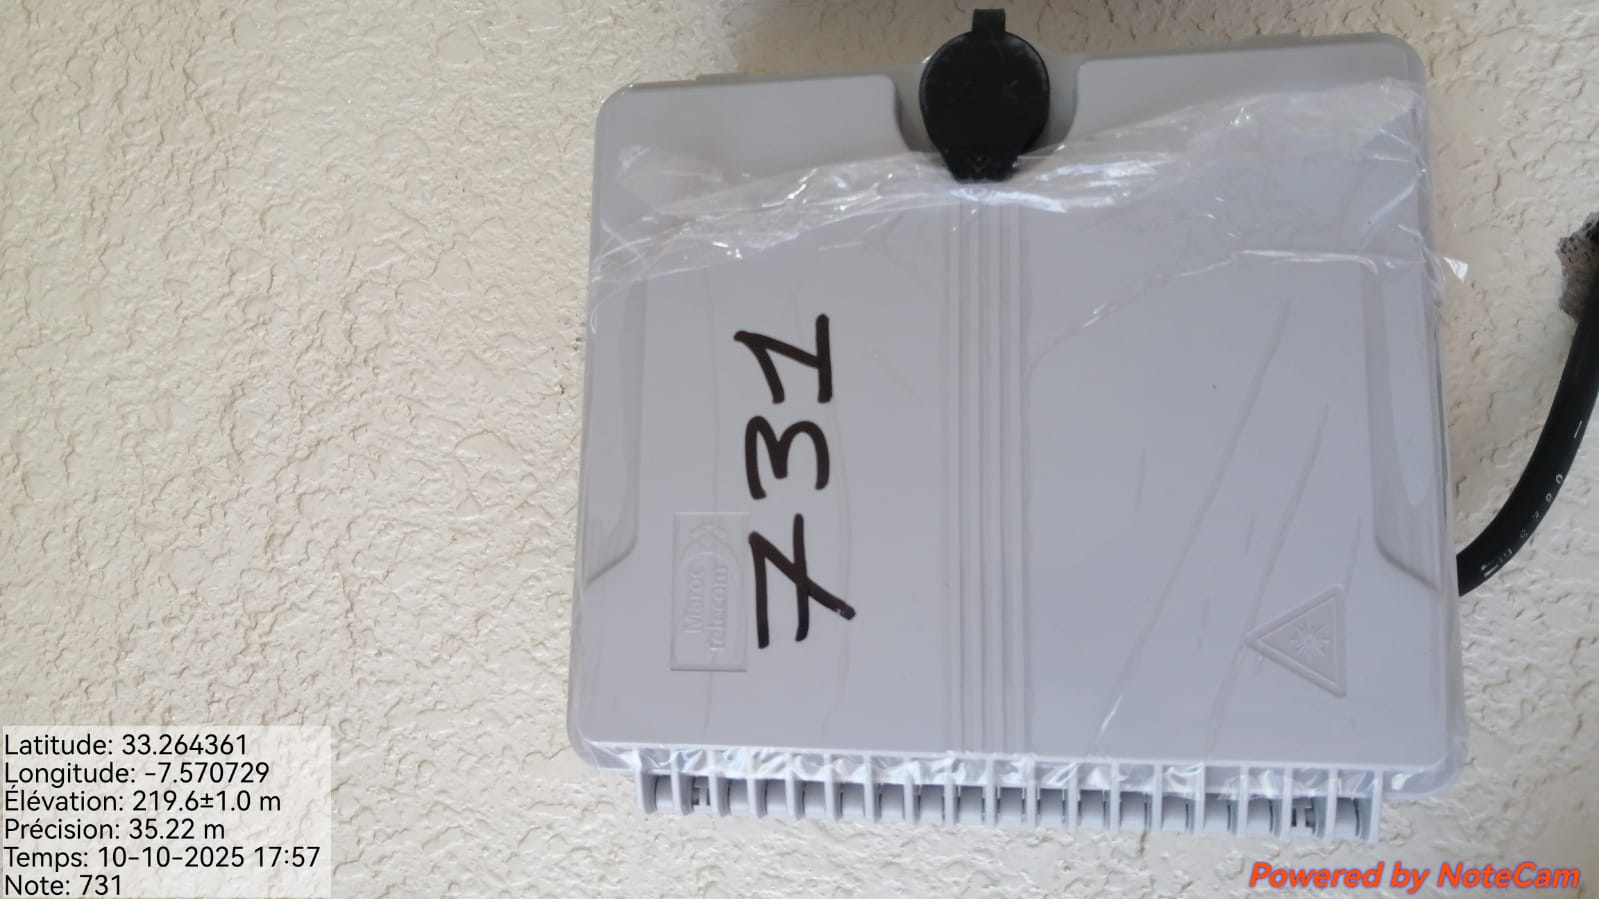 731
Maroc
Telecom
Latitude: 33.264361
Longitude: -7.570729
Élévation: 219.6±1.0 m
Précision: 35.22 m
Temps: 10-10-2025 17:57
Note: 731
Powered by NoteCam